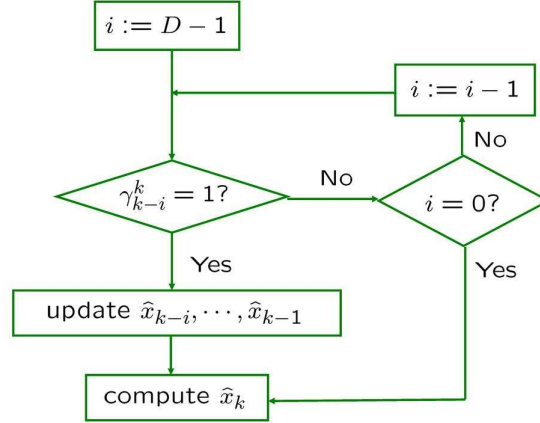 i := D − 1
i := i − 1
No
γ^k_{k−i} = 1?
No
i = 0?
Yes
Yes
update x̂_{k−i}, ⋯, x̂_{k−1}
compute x̂_k